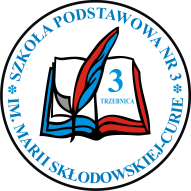 SZKOŁA PODSTAWOWA NR 3
3
TRZEBNICA
IM. MARII SKŁODOWSKIEJ-CURIE